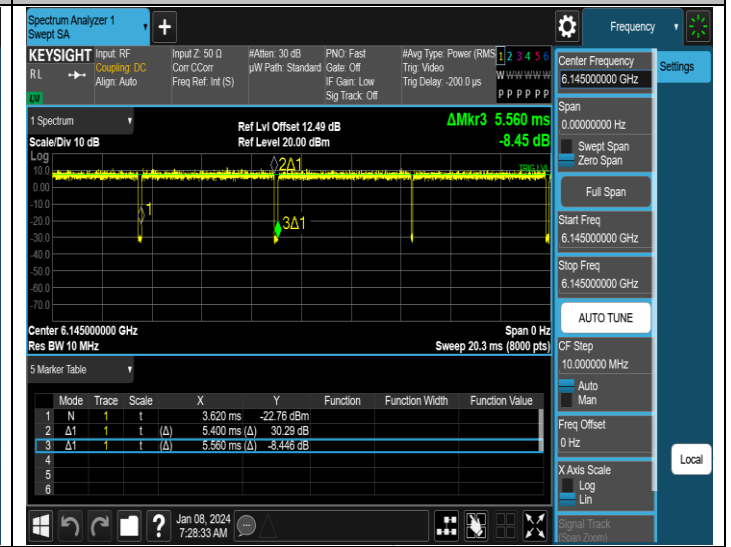 Spectrum Analyzer 1
Swept SA
+
Frequency
KEYSIGHT Input: RF Input Z: 50 Ω #Atten: 30 dB PNO: Fast #Avg Type: Power (RMS 1 2 3 4 5 6
RL Coupling: DC Corr CCorr µW Path: Standard Gate: Off Trig: Video W W W W W W
Align: Auto Freq Ref: Int (S) IF Gain: Low Trig Delay: -200.0 µs
Sig Track: Off P P P P P P
1 Spectrum
Ref Lvl Offset 12.49 dB ΔMkr3 5.560 ms
Scale/Div 10 dB Ref Level 20.00 dBm -8.45 dB
Log
10.0
0.00
-10.0
-20.0
-30.0
-40.0
-50.0
-60.0
-70.0
2Δ1
TRIG LVL
1
3Δ1
Center 6.145000000 GHz Span 0 Hz
Res BW 10 MHz Sweep 20.3 ms (8000 pts)
5 Marker Table
Mode Trace Scale X Y Function Function Width Function Value
1 N 1 t 3.620 ms -22.76 dBm
2 Δ1 1 t (Δ) 5.400 ms (Δ) 30.29 dB
3 Δ1 1 t (Δ) 5.560 ms (Δ) -8.446 dB
4
5
6
?
Jan 08, 2024
7:28:33 AM
Center Frequency
6.145000000 GHz
Settings
Span
0.00000000 Hz
Swept Span
Zero Span
Full Span
Start Freq
6.145000000 GHz
Stop Freq
6.145000000 GHz
AUTO TUNE
CF Step
10.000000 MHz
Auto
Man
Freq Offset
0 Hz
X Axis Scale
Log
Lin
Local
Signal Track
(Span Zoom)